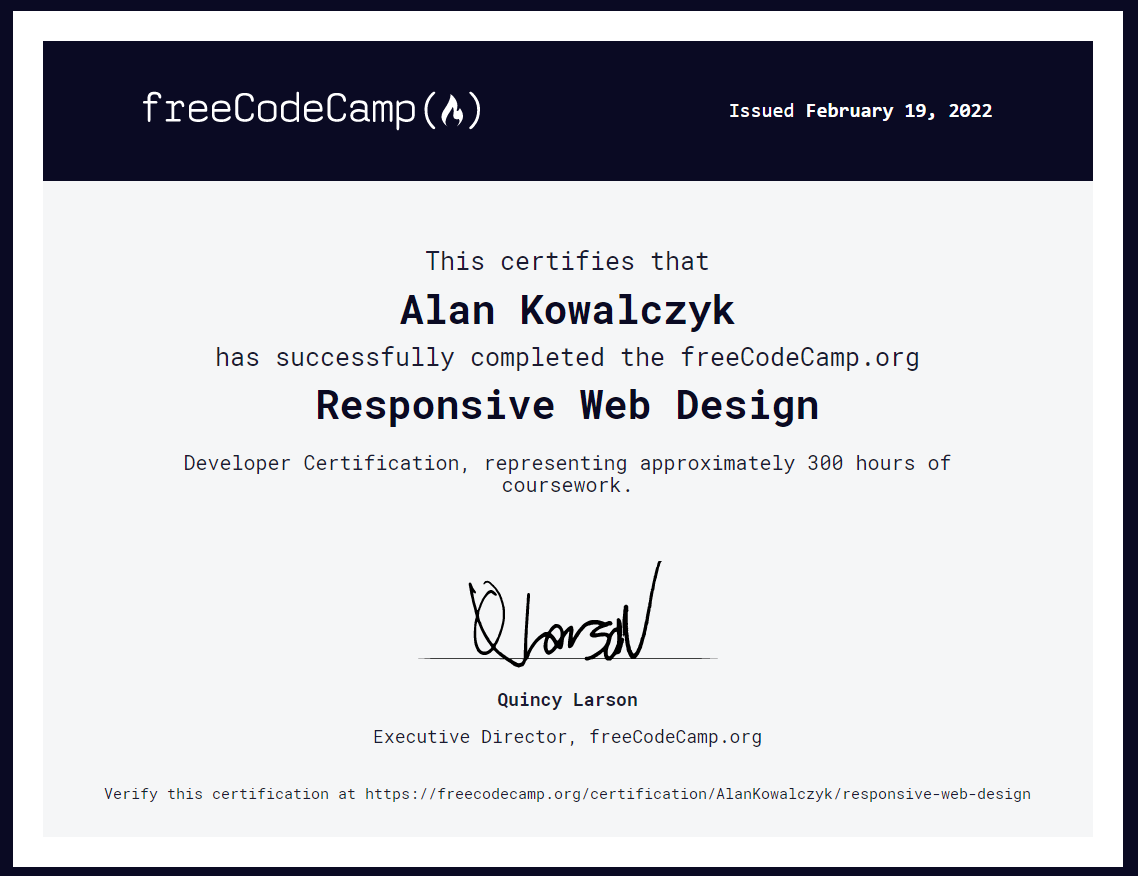 freeCodeCamp
Issued February 19, 2022
This certifies that
Alan Kowalczyk
has successfully completed the freeCodeCamp.org
Responsive Web Design
Developer Certification, representing approximately 300 hours of
coursework.
Q Larson
Quincy Larson
Executive Director, freeCodeCamp.org
Verify this certification at https://freecodecamp.org/certification/AlanKowalczyk/responsive-web-design